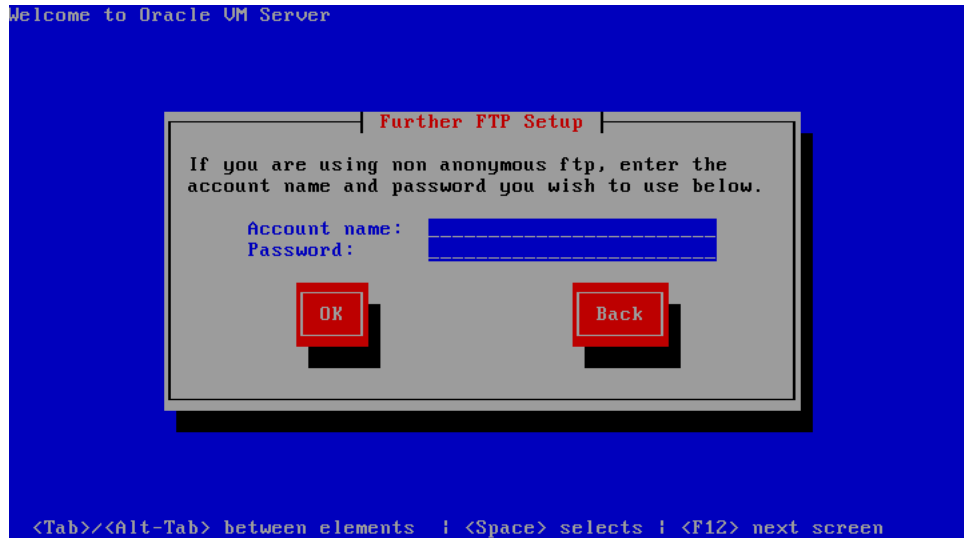 Welcome to Oracle VM Server
Further FTP Setup
If you are using non anonymous ftp, enter the
account name and password you wish to use below.
Account name:
Password:
OK Back
<Tab>/<Alt-Tab> between elements | <Space> selects | <F12> next screen